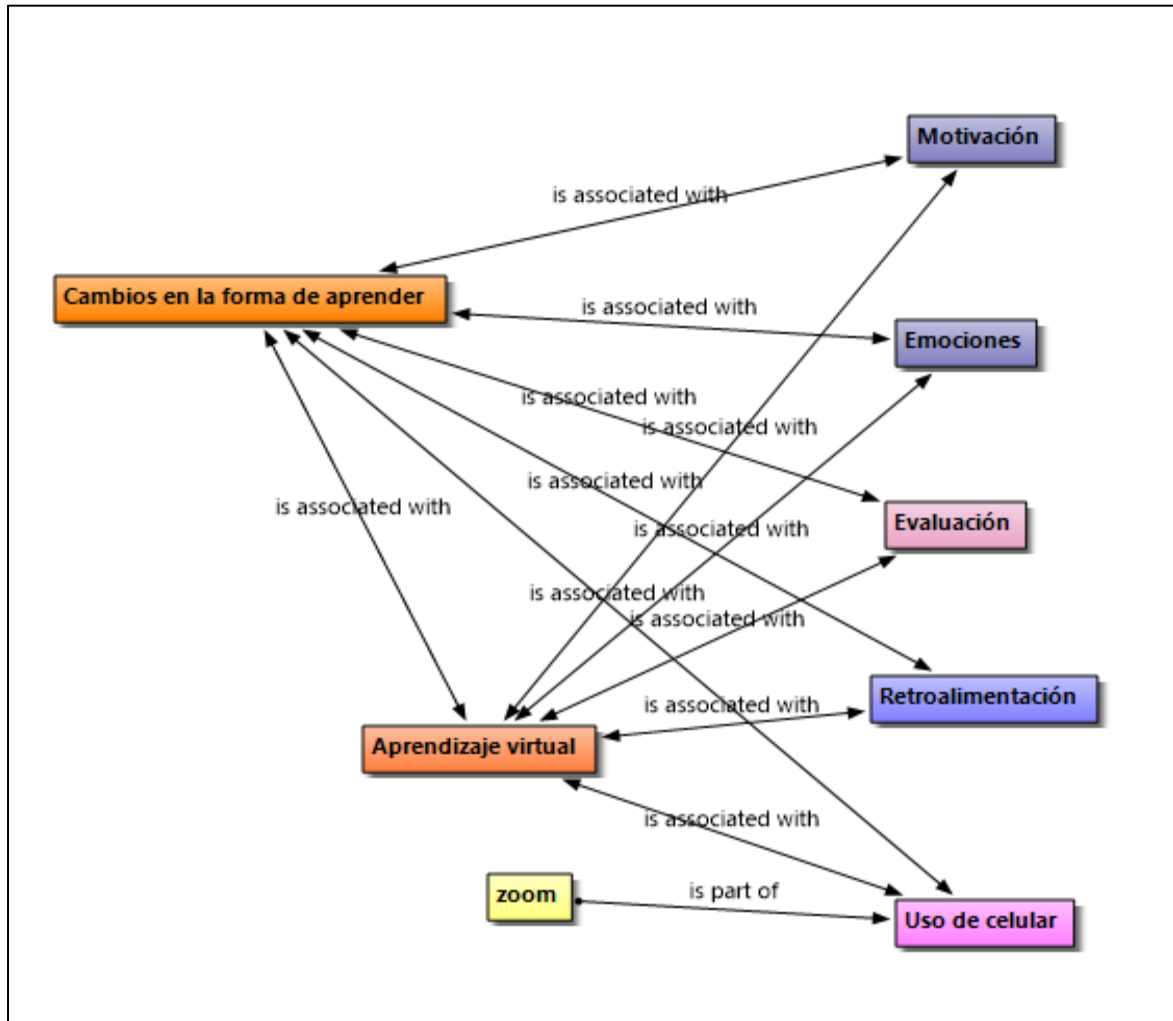 Motivación
is associated with
Cambios en la forma de aprender
is associated with
Emociones
is associated with
is associated with
is associated with
is associated with
Evaluación
is associated with
is associated with
is associated with
Retroalimentación
is associated with
Aprendizaje virtual
is associated with
zoom
is part of
Uso de celular